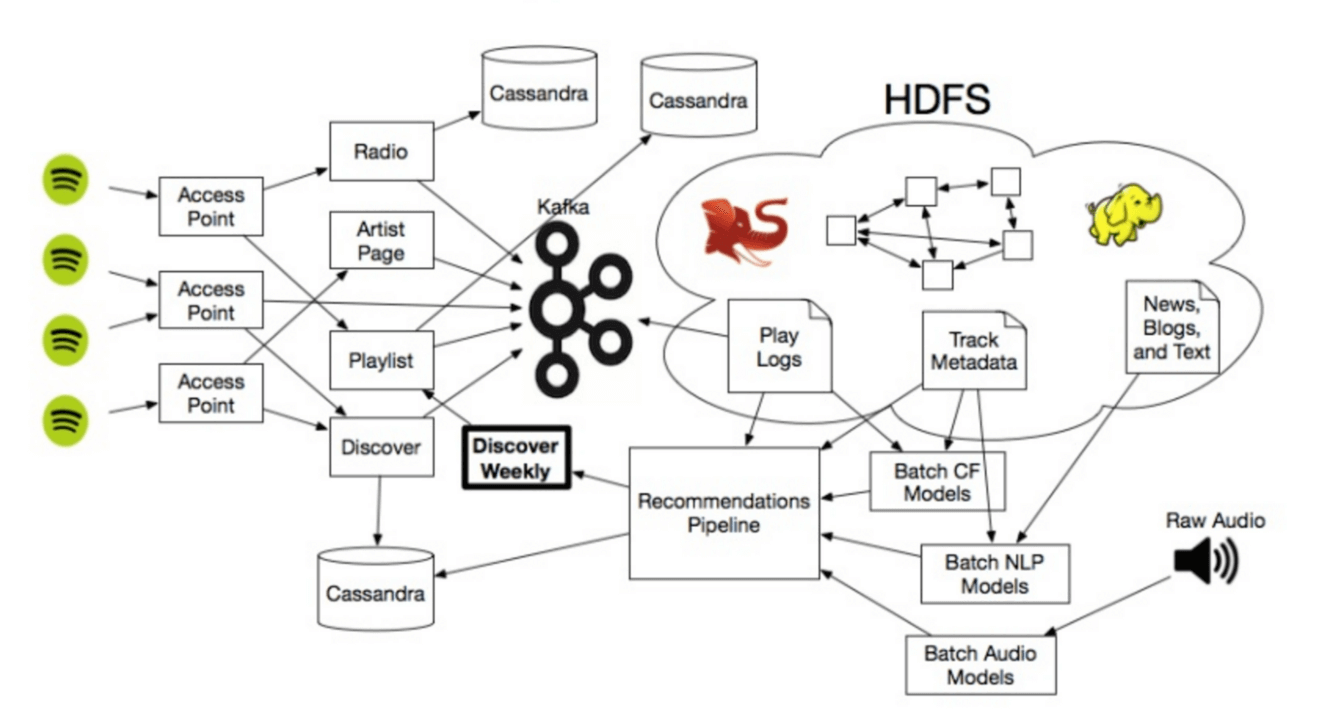 Cassandra
Cassandra
HDFS
Radio
Access
Point
Kafka
Artist
Page
Access
Point
Playlist
Access
Point
Discover
Discover
Weekly
Cassandra
Play
Logs
Track
Metadata
News,
Blogs,
and Text
Recommendations
Pipeline
Batch CF
Models
Raw Audio
Batch NLP
Models
Batch Audio
Models